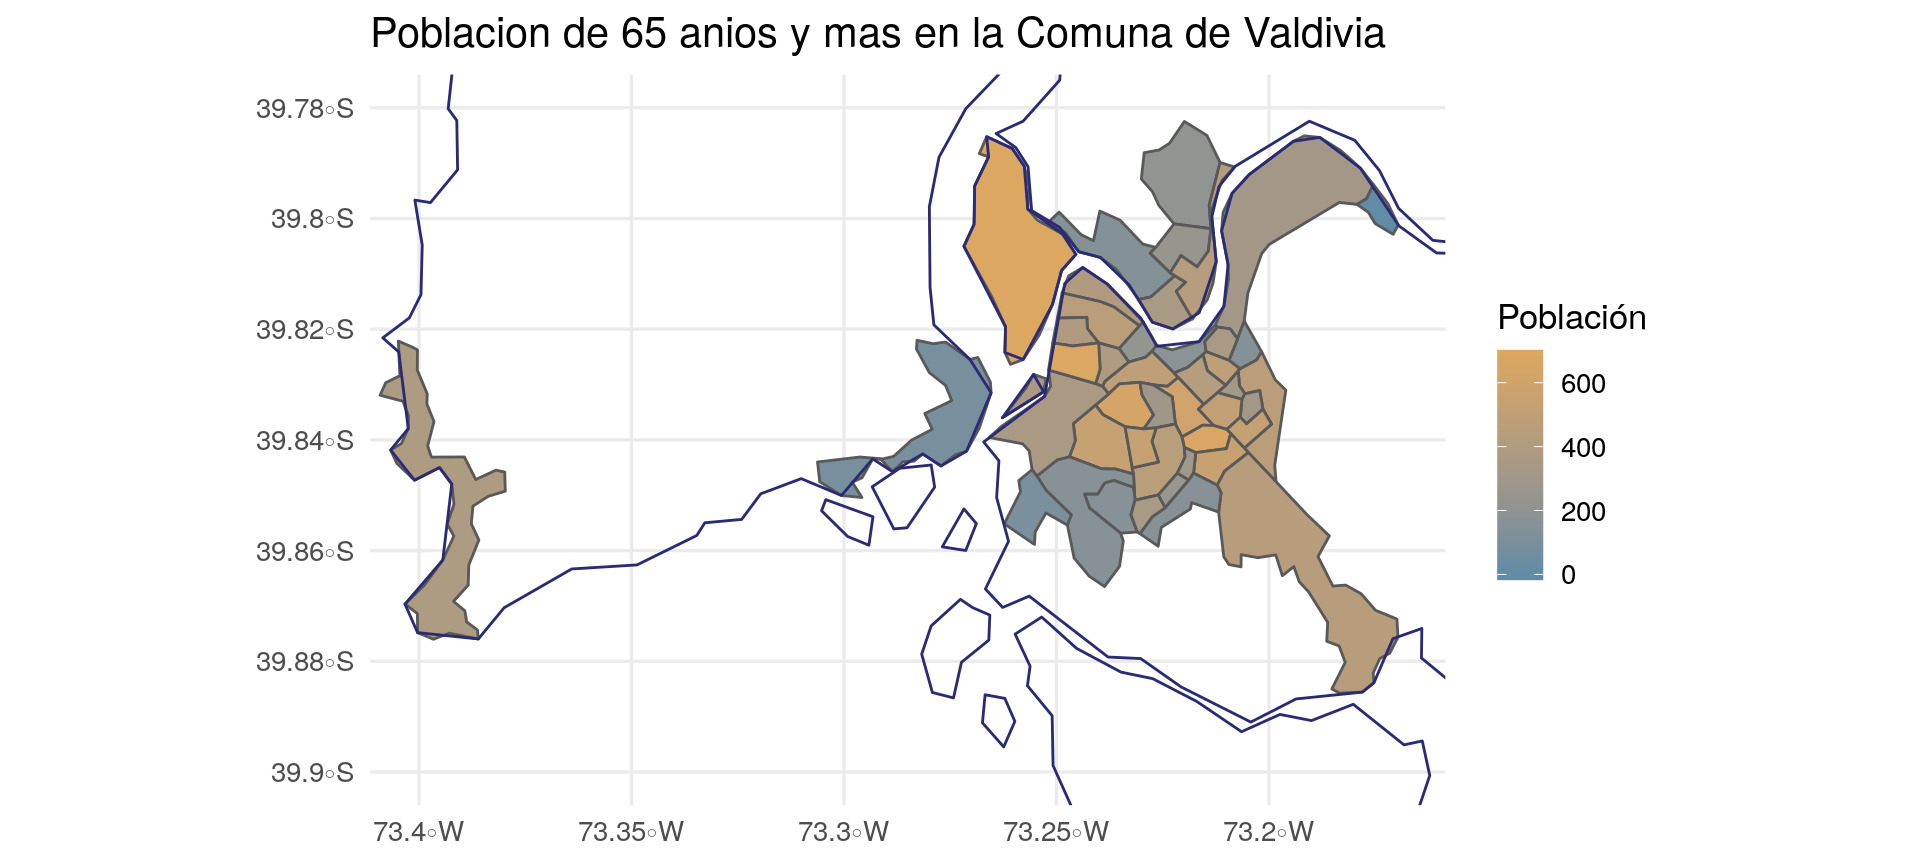 Poblacion de 65 anios y mas en la Comuna de Valdivia
39.78◦S
39.8◦S
39.82◦S
39.84◦S
39.86◦S
39.88◦S
39.9◦S
73.4◦W
73.35◦W
73.3◦W
73.25◦W
73.2◦W
Población
600
400
200
0